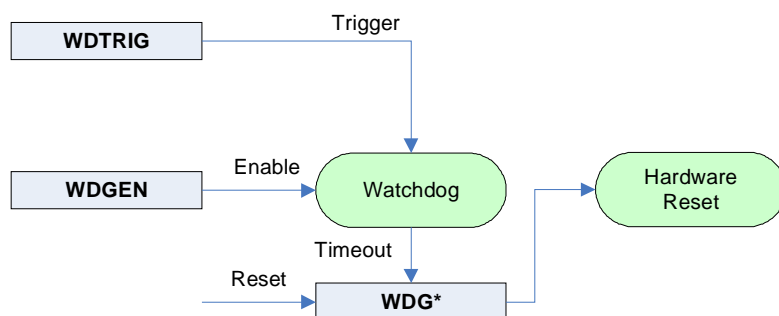 Trigger
WDTRIG
Enable
WDGEN
Watchdog
Hardware
Reset
Timeout
Reset
WDG*